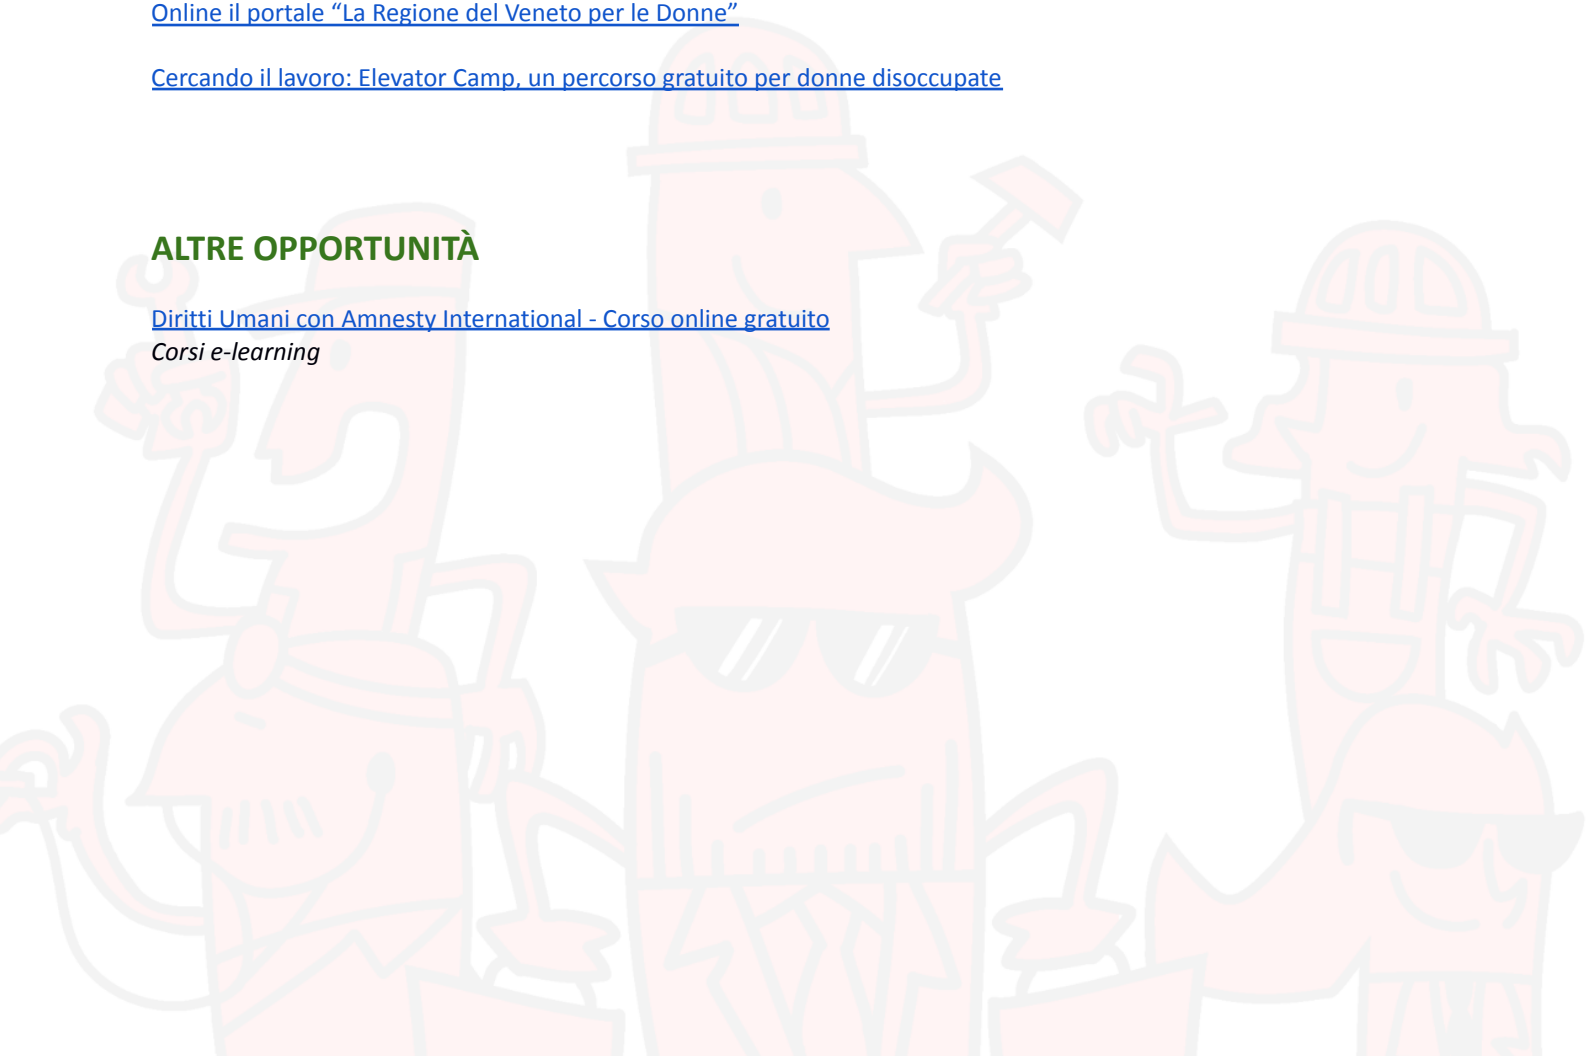 Online il portale “La Regione del Veneto per le Donne”
Cercando il lavoro: Elevator Camp, un percorso gratuito per donne disoccupate
ALTRE OPPORTUNITÀ
Diritti Umani con Amnesty International - Corso online gratuito
Corsi e-learning